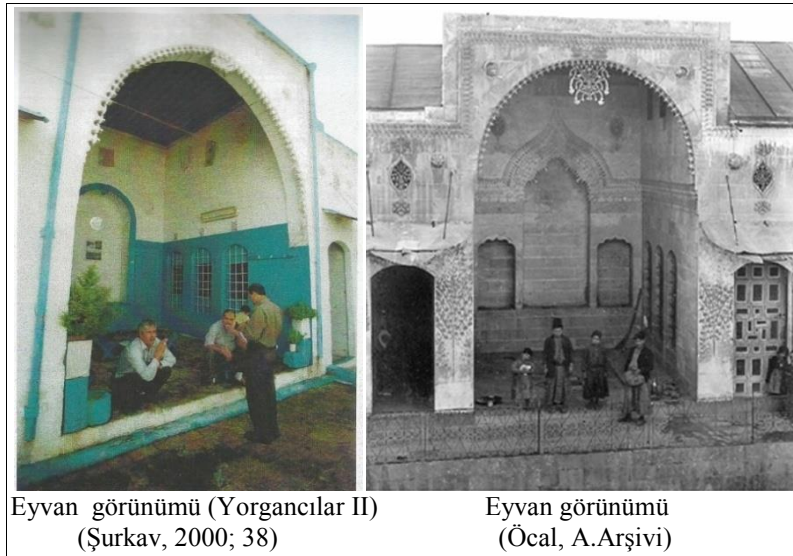 Eyvan görünümü (Yorgancılar II)
(Şurkav, 2000; 38)
Eyvan görünümü
(Öcal, A.Arşivi)